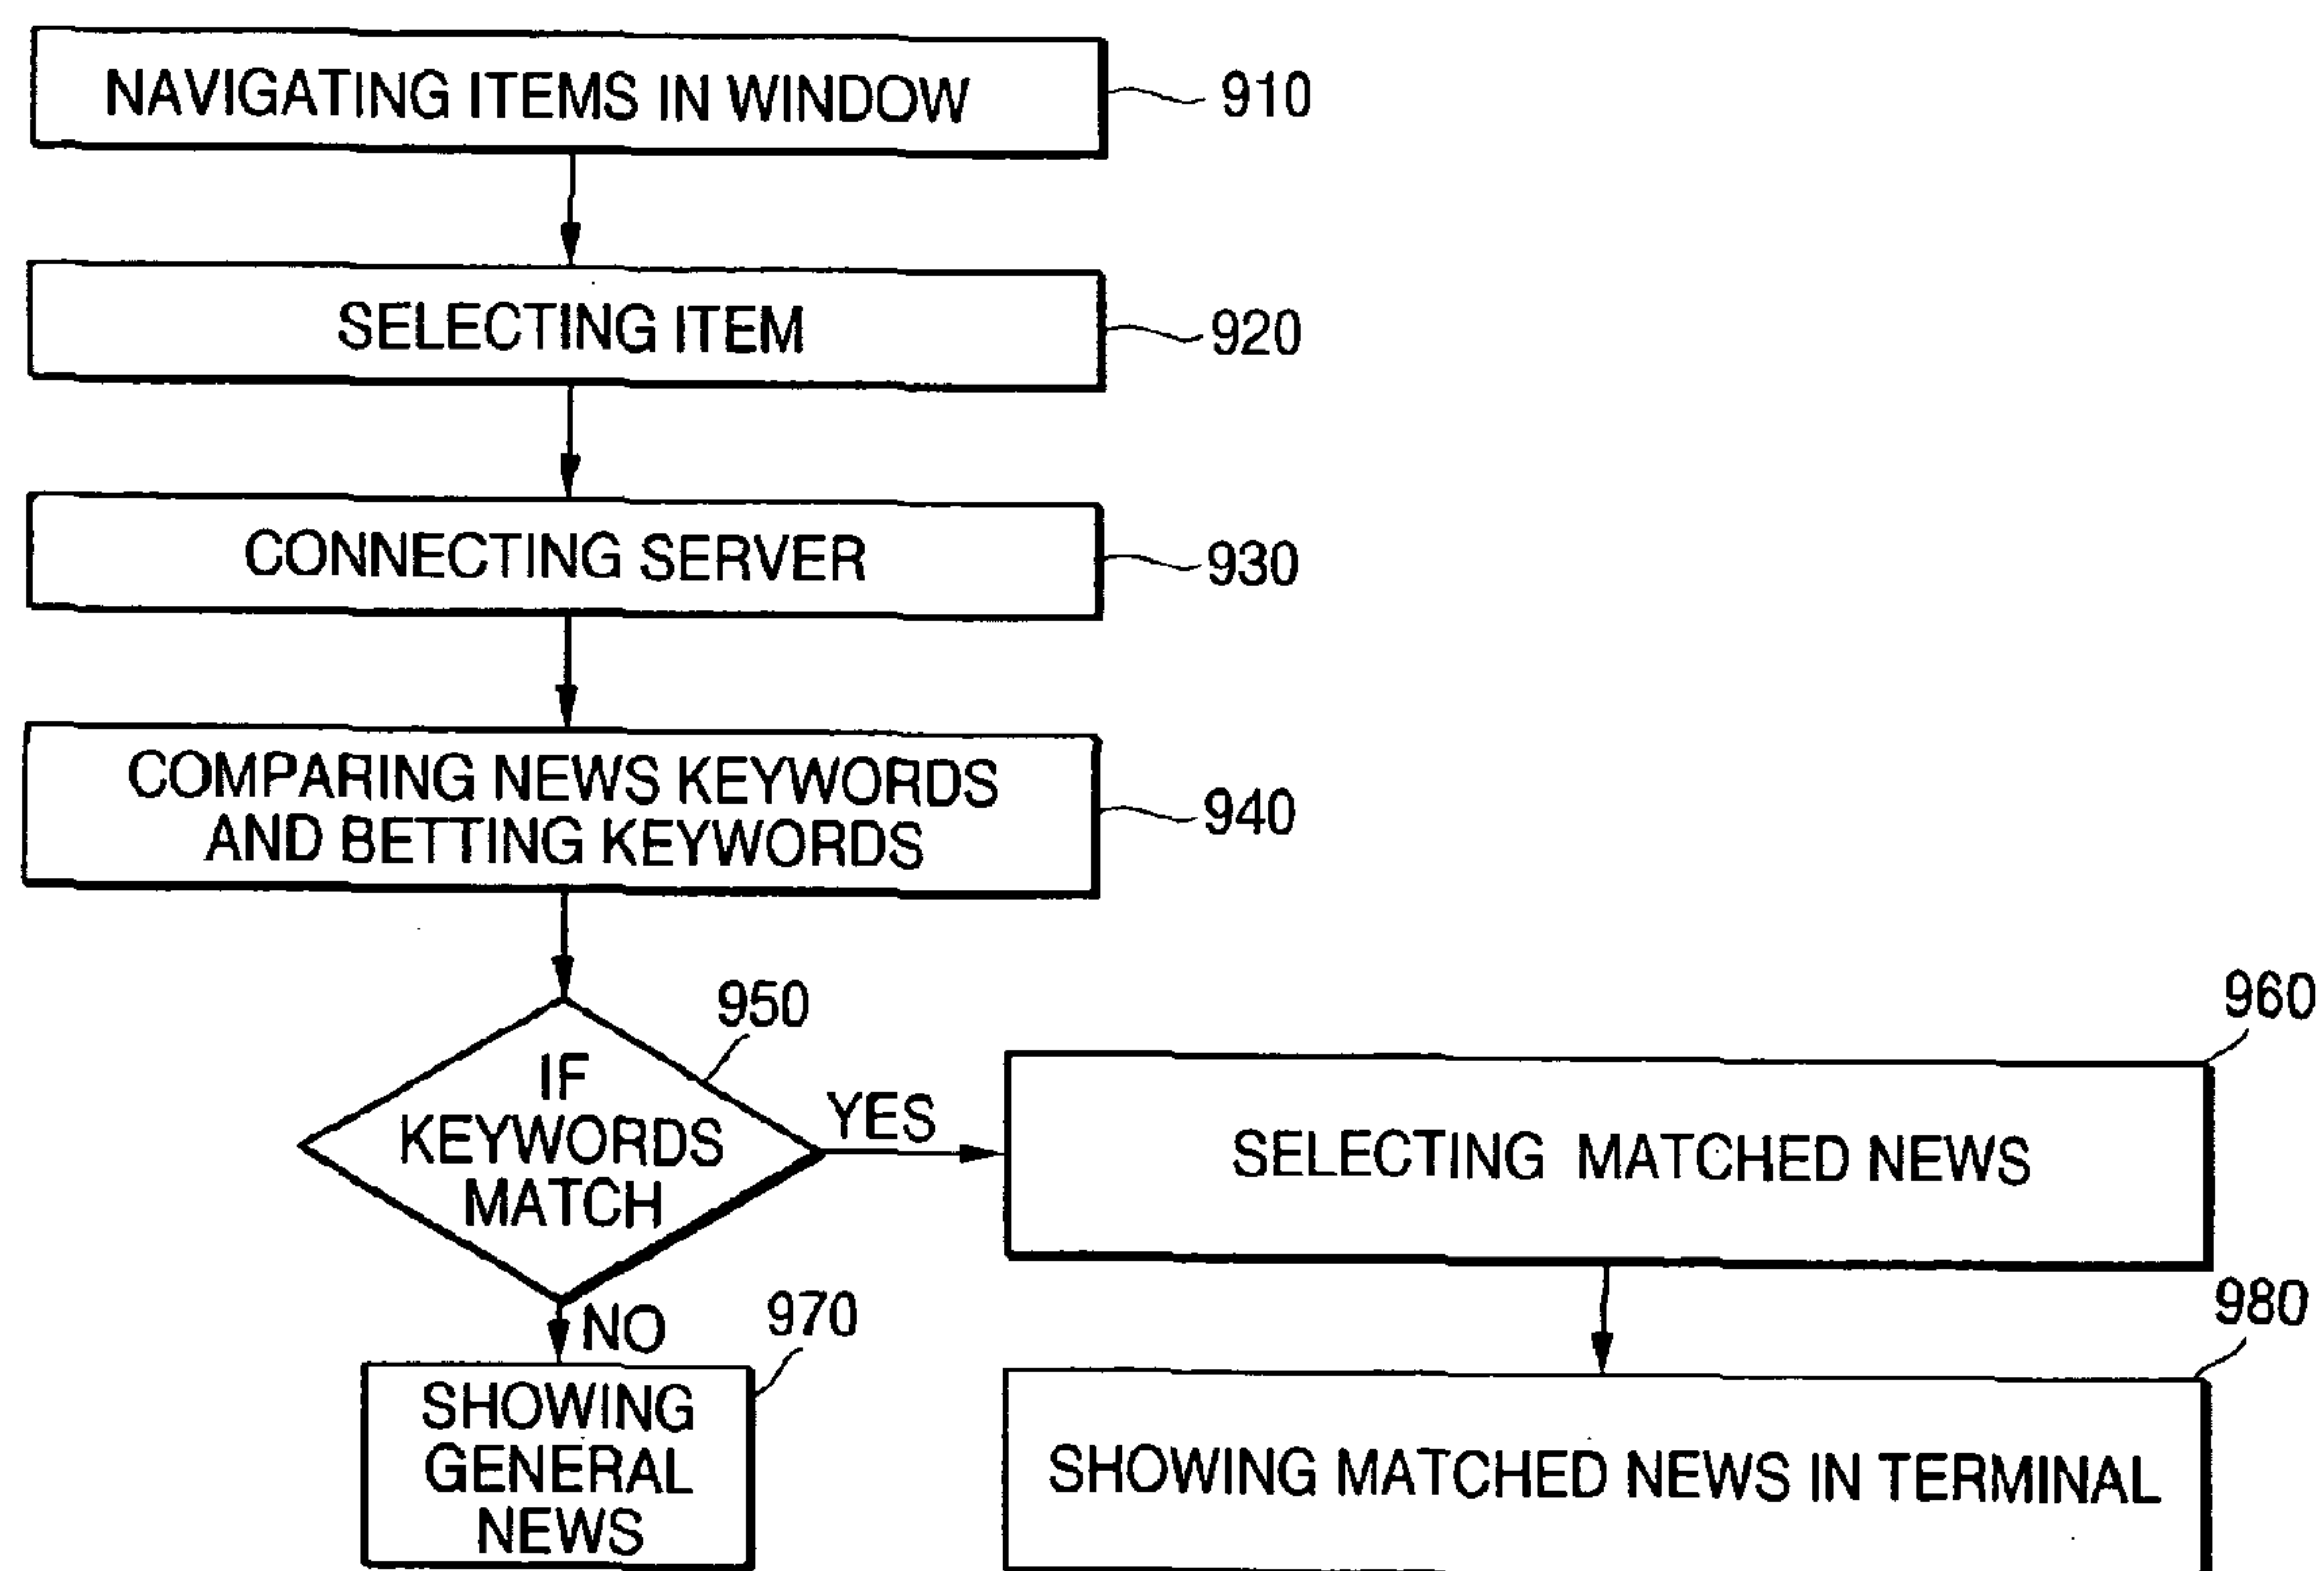 NAVIGATING ITEMS IN WINDOW
910
SELECTING ITEM
920
CONNECTING SERVER
930
COMPARING NEWS KEYWORDS
AND BETTING KEYWORDS
940
950
IF
KEYWORDS
MATCH
YES
960
SELECTING MATCHED NEWS
NO
970
SHOWING
GENERAL
NEWS
980
SHOWING MATCHED NEWS IN TERMINAL